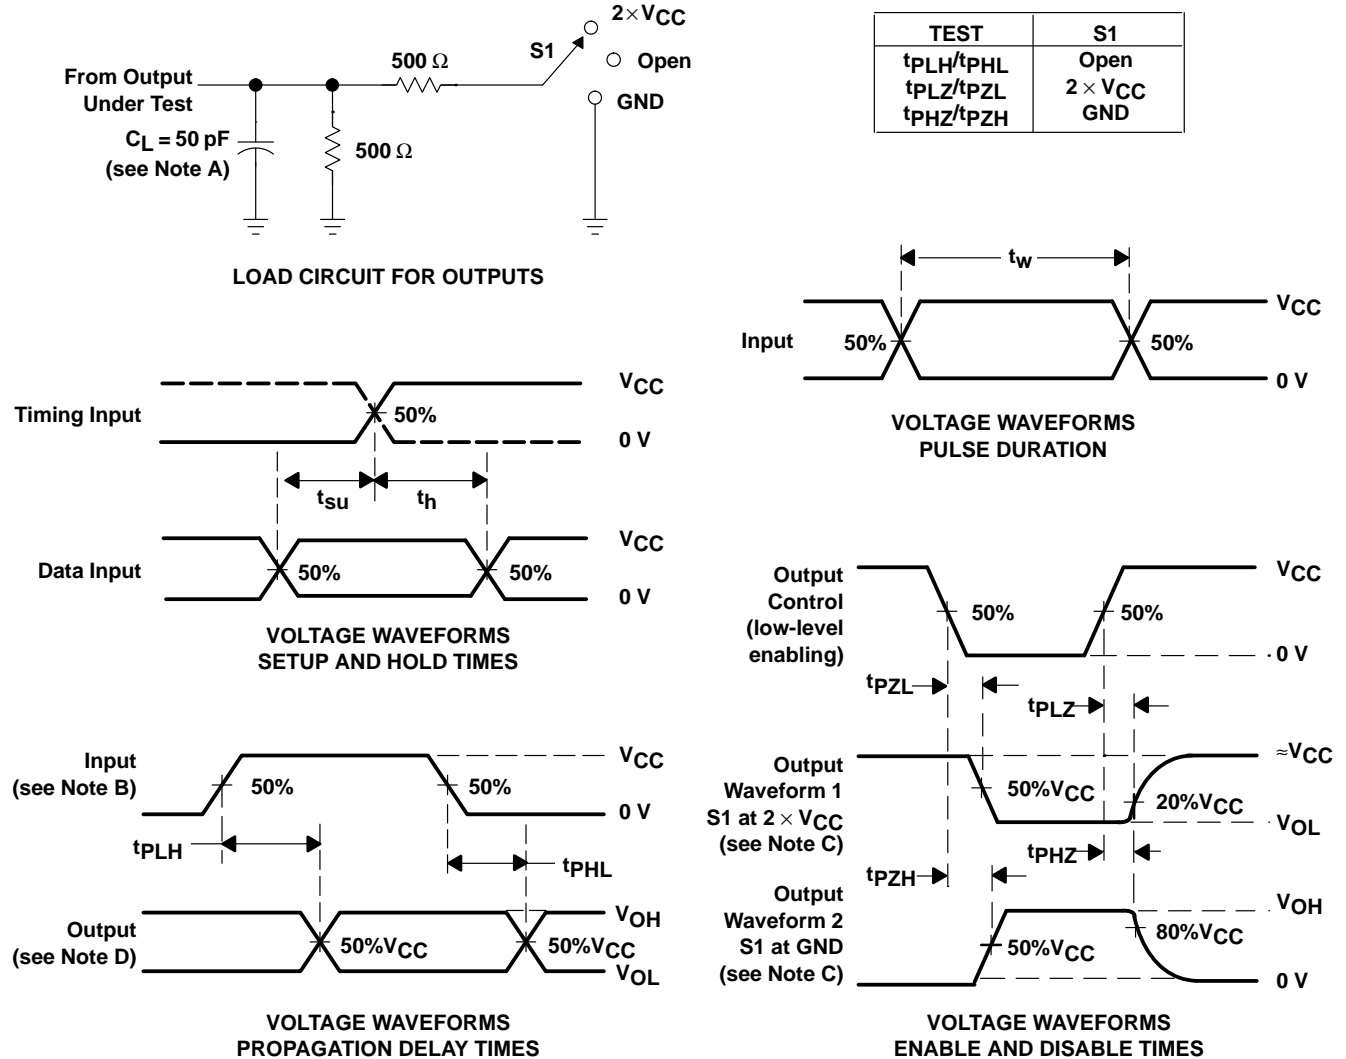 2 × VCC
S1
Open
GND
500 Ω
From Output
Under Test
CL = 50 pF
(see Note A)
500 Ω
LOAD CIRCUIT FOR OUTPUTS
TEST S1
tPLH/tPHL Open
tPLZ/tPZL 2 × VCC
tPHZ/tPZH GND
tw
VCC
Input
50%
50%
0 V
VOLTAGE WAVEFORMS
PULSE DURATION
VCC
Timing Input
50%
0 V
tsu
th
VCC
Data Input
50%
50%
0 V
VOLTAGE WAVEFORMS
SETUP AND HOLD TIMES
Input
(see Note B)
VCC
50%
50%
0 V
tPLH
tPHL
Output
(see Note D)
VOH
50%VCC
50%VCC
VOL
VOLTAGE WAVEFORMS
PROPAGATION DELAY TIMES
Output
Control
(low-level
enabling)
VCC
50%
50%
0 V
tPZL
tPLZ
Output
Waveform 1
S1 at 2 × VCC
(see Note C)
≈VCC
50%VCC
20%VCC
VOL
tPHZ
tPZH
Output
Waveform 2
S1 at GND
(see Note C)
VOH
50%VCC
80%VCC
0 V
VOLTAGE WAVEFORMS
ENABLE AND DISABLE TIMES